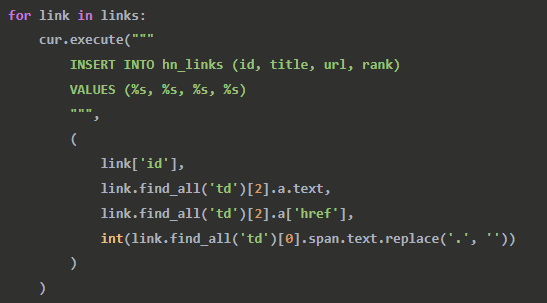 for link in links:
    cur.execute("""
        INSERT INTO hn_links (id, title, url, rank)
        VALUES (%s, %s, %s, %s)
        """,
        (
            link['id'],
            link.find_all('td')[2].a.text,
            link.find_all('td')[2].a['href'],
            int(link.find_all('td')[0].span.text.replace('.', ''))
        )
    )